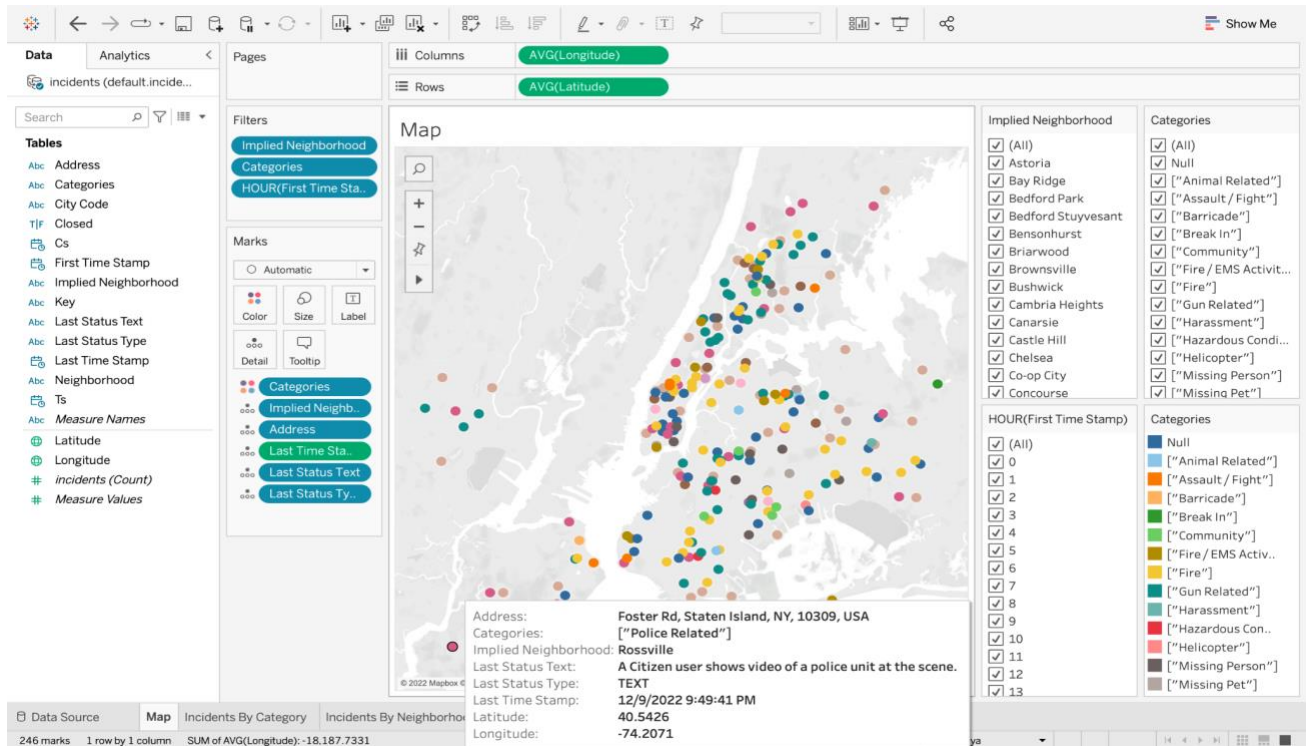 Show Me
Data
Analytics
Pages
Columns
AVG(Longitude)
Rows
AVG(Latitude)
incidents (default.incide...
Search
Tables
Abc Address
Abc Categories
Abc City Code
T|F Closed
Cs
First Time Stamp
Abc Implied Neighborhood
Abc Key
Abc Last Status Text
Abc Last Status Type
Last Time Stamp
Abc Neighborhood
Ts
Abc Measure Names
Latitude
Longitude
# incidents (Count)
# Measure Values
Filters
Implied Neighborhood
Categories
HOUR(First Time Sta..
Marks
Automatic
Color
Size
Label
Detail
Tooltip
Categories
Implied Neighb..
Address
Last Time Sta..
Last Status Text
Last Status Ty..
Map
© 2022 Mapbox ©
Address: Foster Rd, Staten Island, NY, 10309, USA
Categories: ["Police Related"]
Implied Neighborhood: Rossville
Last Status Text: A Citizen user shows video of a police unit at the scene.
Last Status Type: TEXT
Last Time Stamp: 12/9/2022 9:49:41 PM
Latitude: 40.5426
Longitude: -74.2071
Implied Neighborhood
(All)
Astoria
Bay Ridge
Bedford Park
Bedford Stuyvesant
Bensonhurst
Briarwood
Brownsville
Bushwick
Cambria Heights
Canarsie
Castle Hill
Chelsea
Co-op City
Concourse
Categories
(All)
Null
["Animal Related"]
["Assault / Fight"]
["Barricade"]
["Break In"]
["Community"]
["Fire / EMS Activit...
["Fire"]
["Gun Related"]
["Harassment"]
["Hazardous Condi...
["Helicopter"]
["Missing Person"]
["Missing Pet"]
HOUR(First Time Stamp)
(All)
0
1
2
3
4
5
6
7
8
9
10
11
12
13
Categories
Null
["Animal Related"]
["Assault / Fight"]
["Barricade"]
["Break In"]
["Community"]
["Fire / EMS Activ..
["Fire"]
["Gun Related"]
["Harassment"]
["Hazardous Con..
["Helicopter"]
["Missing Person"]
["Missing Pet"]
Data Source
Map
Incidents By Category
Incidents By Neighborho
246 marks
1 row by 1 column
SUM of AVG(Longitude): -18,187.7331
ya